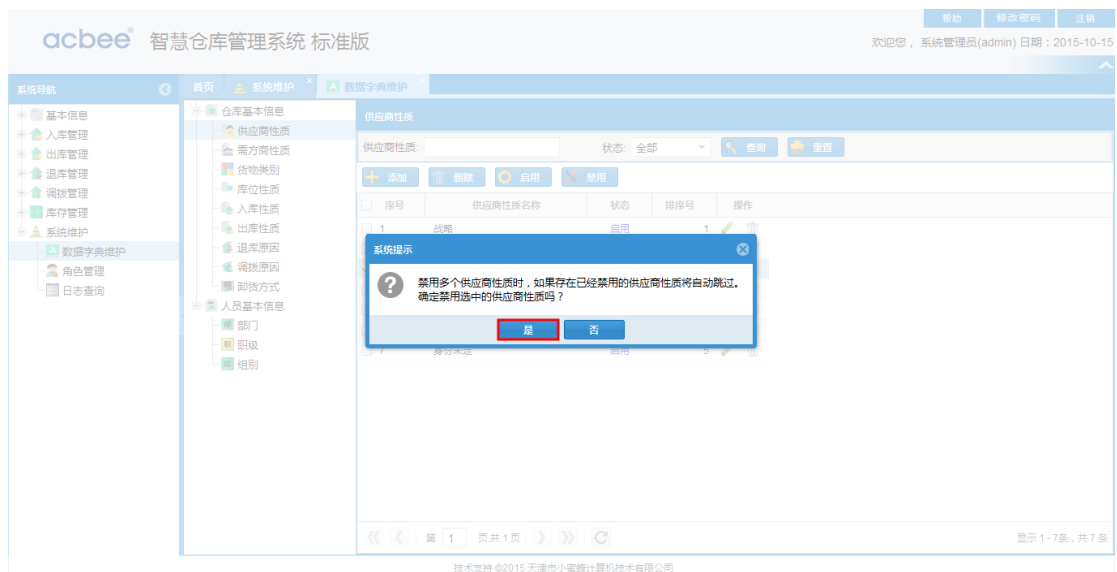 帮助 修改密码 注销
acbee 智慧仓库管理系统 标准版
欢迎您， 系统管理员(admin) 日期：2015-10-15
系统导航
首页 系统维护 数据字典维护
基本信息
入库管理
出库管理
退库管理
调拨管理
库存管理
系统维护
数据字典维护
角色管理
日志查询
仓库基本信息
供应商性质
需方商性质
货物类别
库位性质
入库性质
出库性质
退库原因
调拨原因
卸货方式
人员基本信息
部门
职级
组别
供应商性质
供应商性质: 状态: 全部 查询 重置
添加 删除 启用 禁用
序号 供应商性质名称 状态 排序号 操作
1 战略 启用 1
系统提示
禁用多个供应商性质时，如果存在已经禁用的供应商性质将自动跳过。
确定禁用选中的供应商性质吗？
是 否
7 身份未定 启用 5
第 1 页,共 1 页
显示 1 - 7条，共 7 条
技术支持 ©2015 天津市小蜜蜂计算机技术有限公司